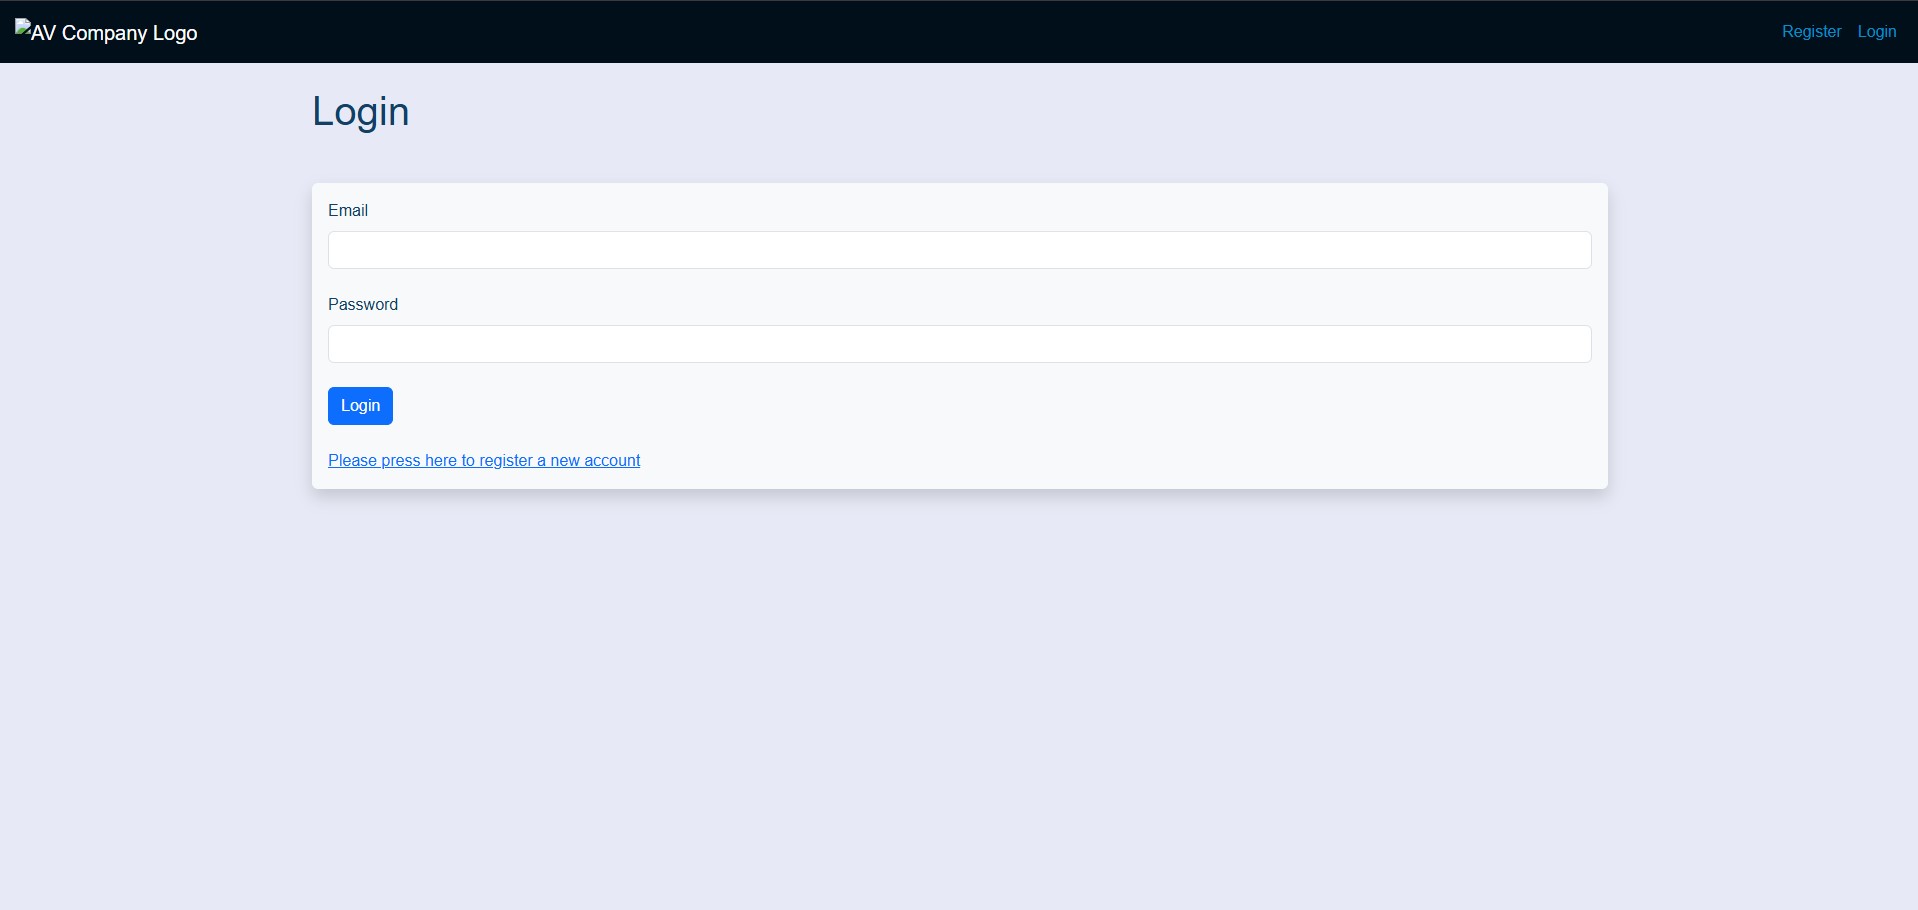 AV Company Logo
Register Login
Login
Email
Password
Login
Please press here to register a new account